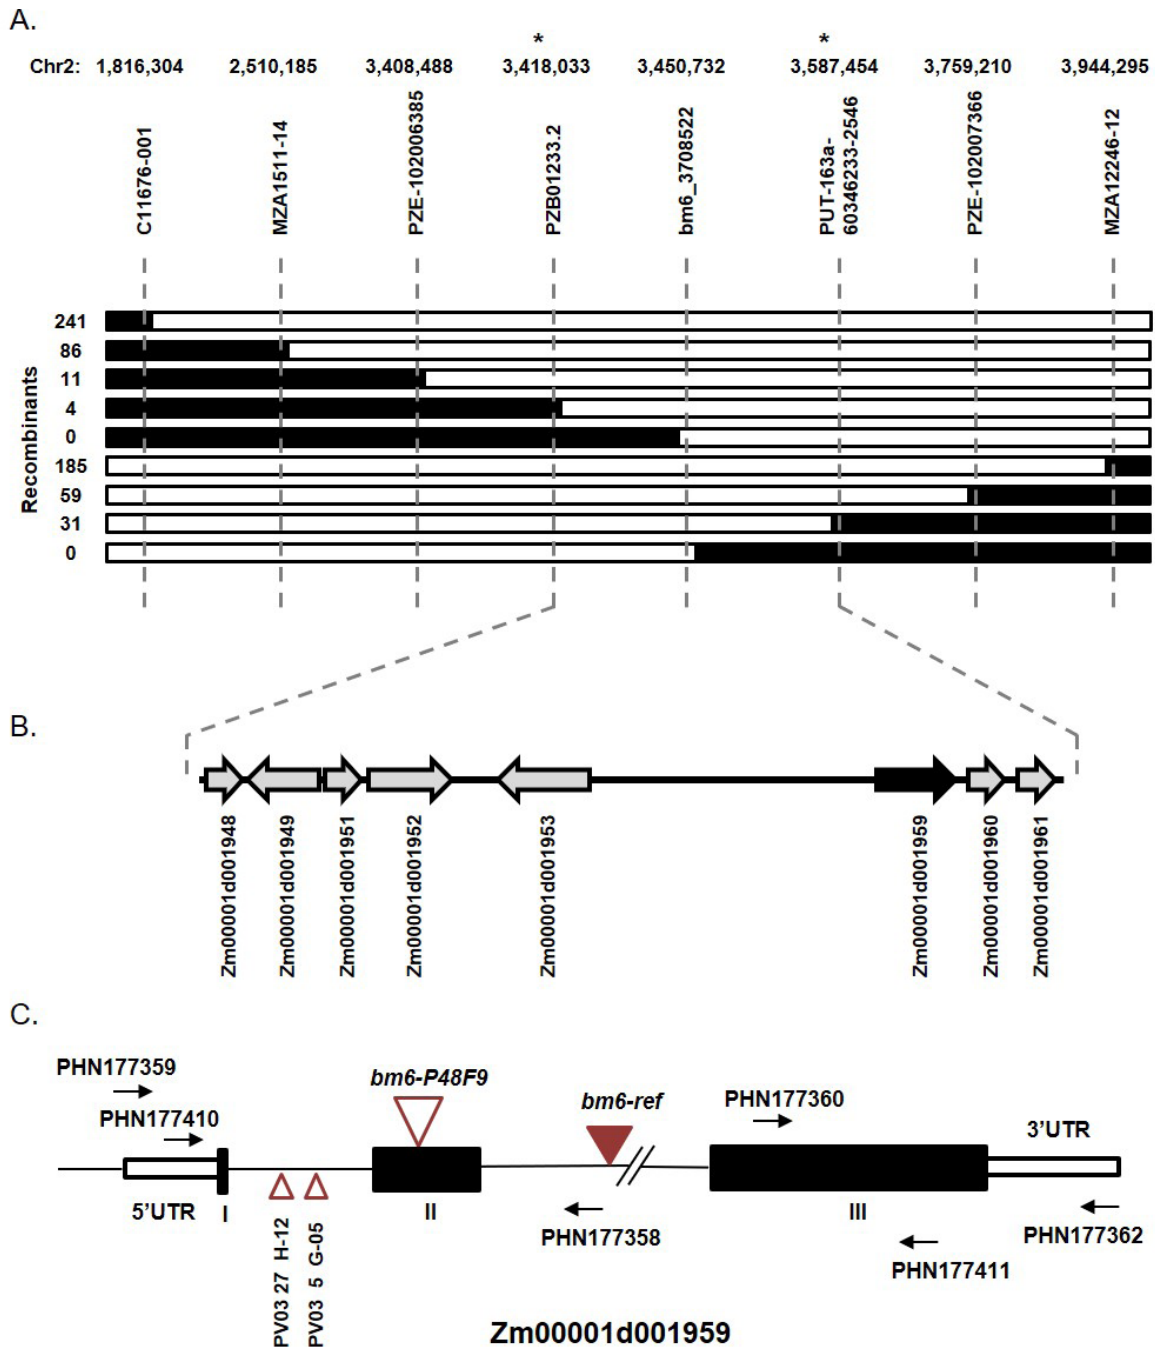 A.
* *
Chr2: 1,816,304 2,510,185 3,408,488 3,418,033 3,450,732 3,587,454 3,759,210 3,944,295
C11676-001
MZA1511-14
PZE-102006385
PZB01233.2
bm6_3708522
PUT-163a-
60346233-2546
PZE-102007366
MZA12246-12
Recombinants
241
86
11
4
0
185
59
31
0
B.
Zm00001d001948
Zm00001d001949
Zm00001d001951
Zm00001d001952
Zm00001d001953
Zm00001d001959
Zm00001d001960
Zm00001d001961
C.
PHN177359
PHN177410
bm6-P48F9
bm6-ref
PHN177360
3'UTR
5'UTR
I
II
III
PHN177358
PHN177411
PHN177362
PV03 27 H-12
PV03 5 G-05
Zm00001d001959